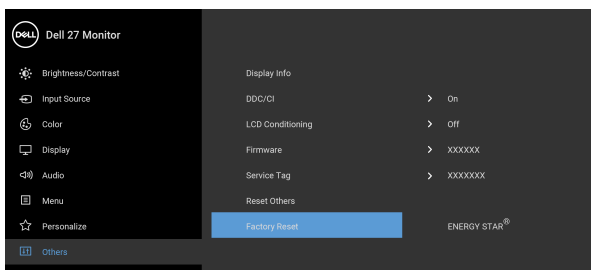 DELL Dell 27 Monitor
Brightness/Contrast Display Info
Input Source DDC/CI > On
Color LCD Conditioning > Off
Display Firmware > XXXXXX
Audio Service Tag > XXXXXXX
Menu Reset Others
Personalize Factory Reset ENERGY STAR®
Others